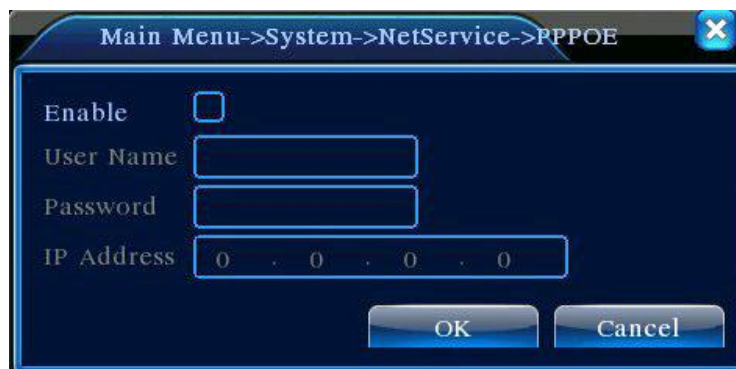 Main Menu->System->NetService->PPPOE
Enable
User Name
Password
IP Address 0 . 0 . 0 . 0
OK Cancel